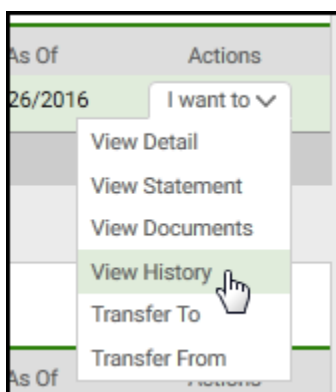 As Of Actions
26/2016 I want to
View Detail
View Statement
View Documents
View History
Transfer To
Transfer From
As Of Actions